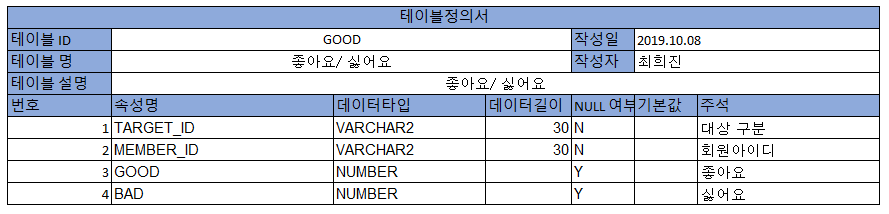 테이블정의서
테이블 ID GOOD 작성일 2019.10.08
테이블 명 좋아요/ 싫어요 작성자 최희진
테이블 설명 좋아요/ 싫어요
번호 속성명 데이터타입 데이터길이 NULL 여부 기본값 주석
1 TARGET_ID VARCHAR2 30 N 대상 구분
2 MEMBER_ID VARCHAR2 30 N 회원아이디
3 GOOD NUMBER Y 좋아요
4 BAD NUMBER Y 싫어요